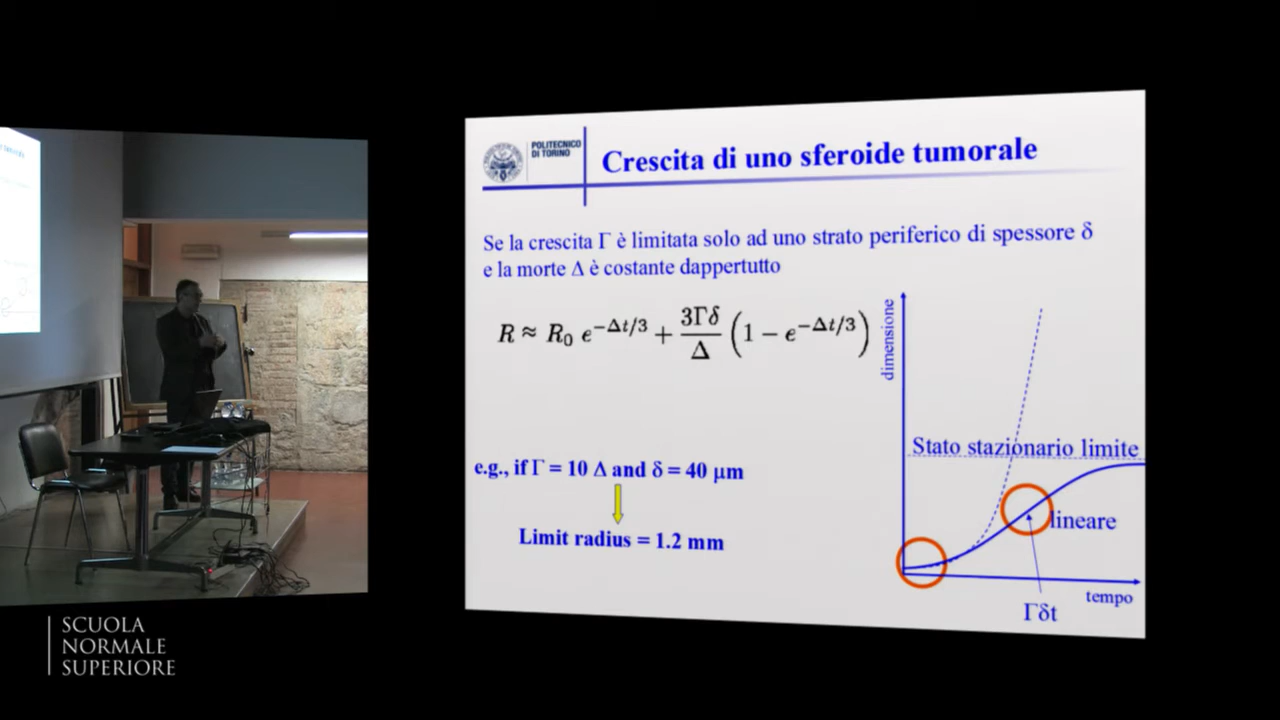 POLITECNICO
DI TORINO
Crescita di uno sferoide tumorale
Se la crescita Γ è limitata solo ad uno strato periferico di spessore δ
e la morte Δ è costante dappertutto
R ≈ R₀ e^{-Δt/3} + 3Γδ/Δ (1 − e^{-Δt/3})
dimensione
Stato stazionario limite
e.g., if Γ = 10 Δ and δ = 40 μm
lineare
Limit radius = 1.2 mm
tempo
Γδt
SCUOLA
NORMALE
SUPERIORE